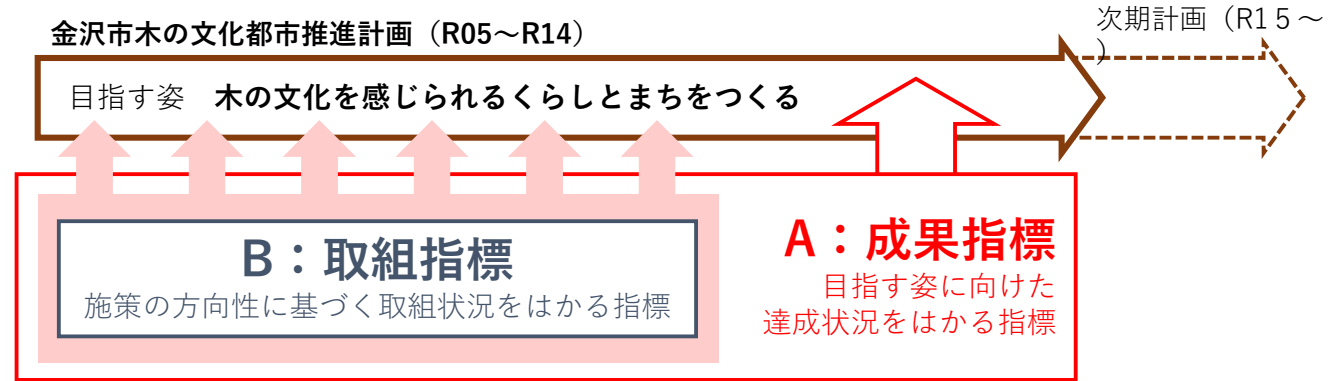 金沢市木の文化都市推進計画（R05～R14）
次期計画（R1５～
）
目指す姿　木の文化を感じられるくらしとまちをつくる
B：取組指標
施策の方向性に基づく取組状況をはかる指標
A：成果指標
目指す姿に向けた
達成状況をはかる指標